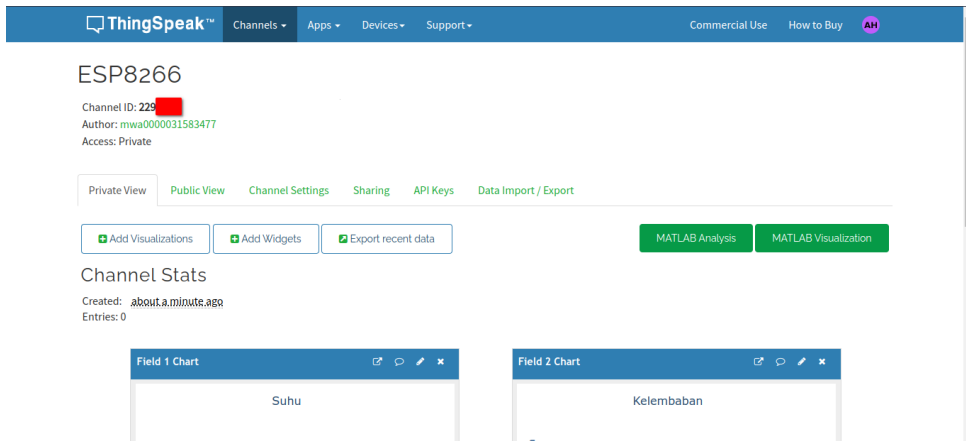 ThingSpeak™ Channels Apps Devices Support Commercial Use How to Buy AH
ESP8266
Channel ID: 229
Author: mwa0000031583477
Access: Private
Private View Public View Channel Settings Sharing API Keys Data Import / Export
Add Visualizations Add Widgets Export recent data MATLAB Analysis MATLAB Visualization
Channel Stats
Created: about a minute ago
Entries: 0
Field 1 Chart Field 2 Chart
Suhu Kelembaban